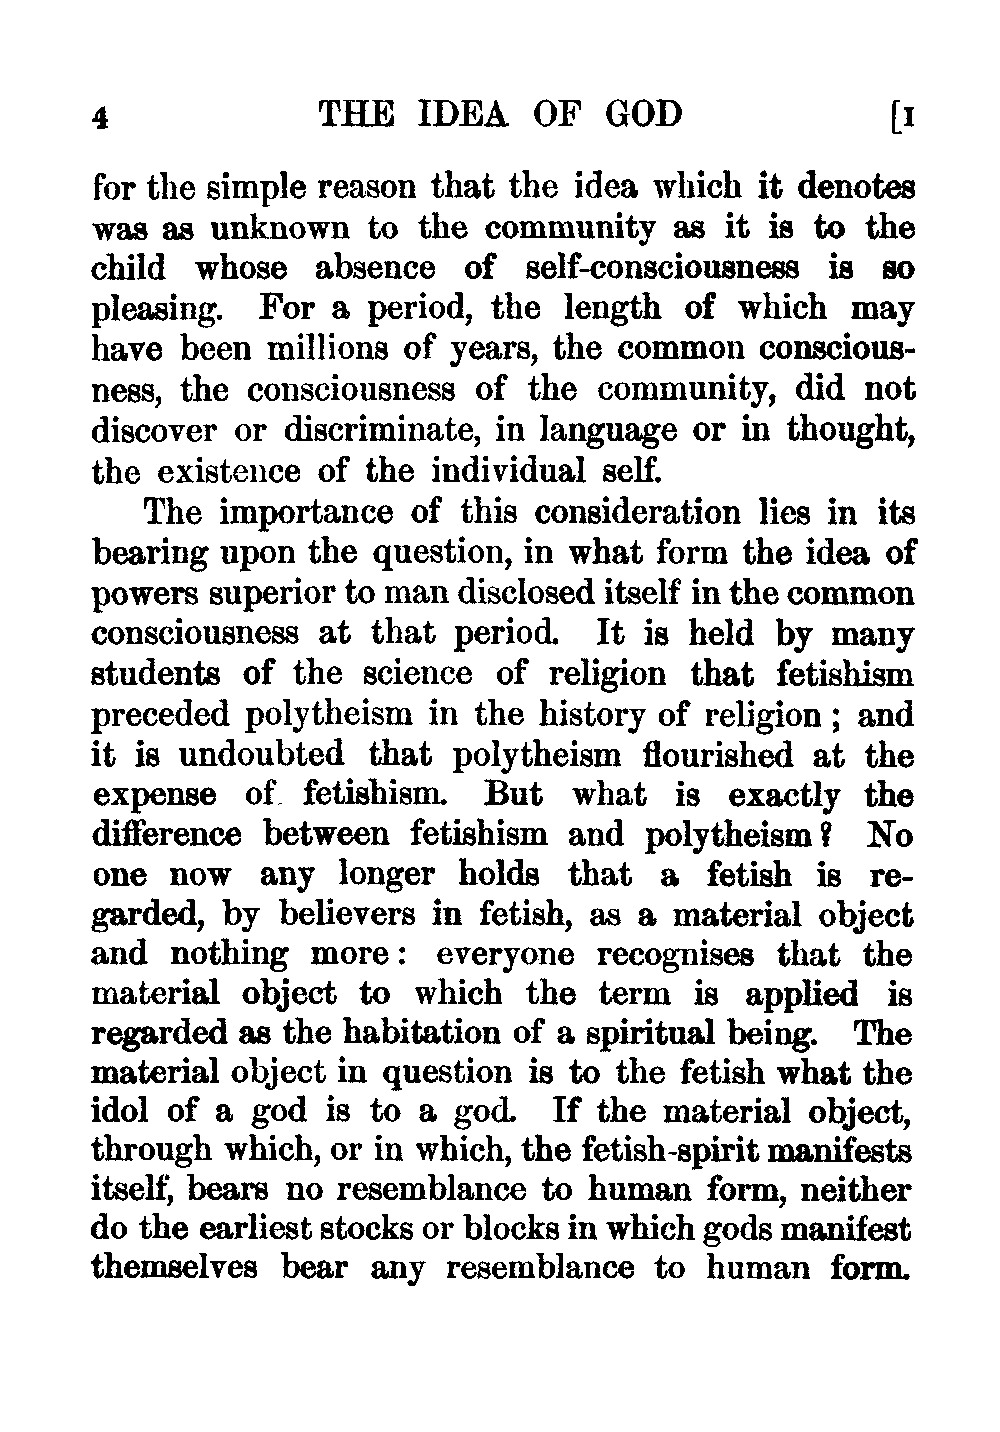 4 THE IDEA OF GOD [I
for the simple reason that the idea which it denotes
was as unknown to the community as it is to the
child whose absence of self-consciousness is so
pleasing. For a period, the length of which may
have been millions of years, the common conscious-
ness, the consciousness of the community, did not
discover or discriminate, in language or in thought,
the existence of the individual self.
The importance of this consideration lies in its
bearing upon the question, in what form the idea of
powers superior to man disclosed itself in the common
consciousness at that period. It is held by many
students of the science of religion that fetishism
preceded polytheism in the history of religion ; and
it is undoubted that polytheism flourished at the
expense of fetishism. But what is exactly the
difference between fetishism and polytheism ? No
one now any longer holds that a fetish is re-
garded, by believers in fetish, as a material object
and nothing more : everyone recognises that the
material object to which the term is applied is
regarded as the habitation of a spiritual being. The
material object in question is to the fetish what the
idol of a god is to a god. If the material object,
through which, or in which, the fetish-spirit manifests
itself, bears no resemblance to human form, neither
do the earliest stocks or blocks in which gods manifest
themselves bear any resemblance to human form.